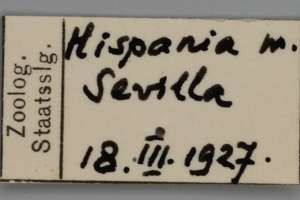 Zoolog.
Staatsslg.
Hispania m.
Sevilla
18. III. 1927.